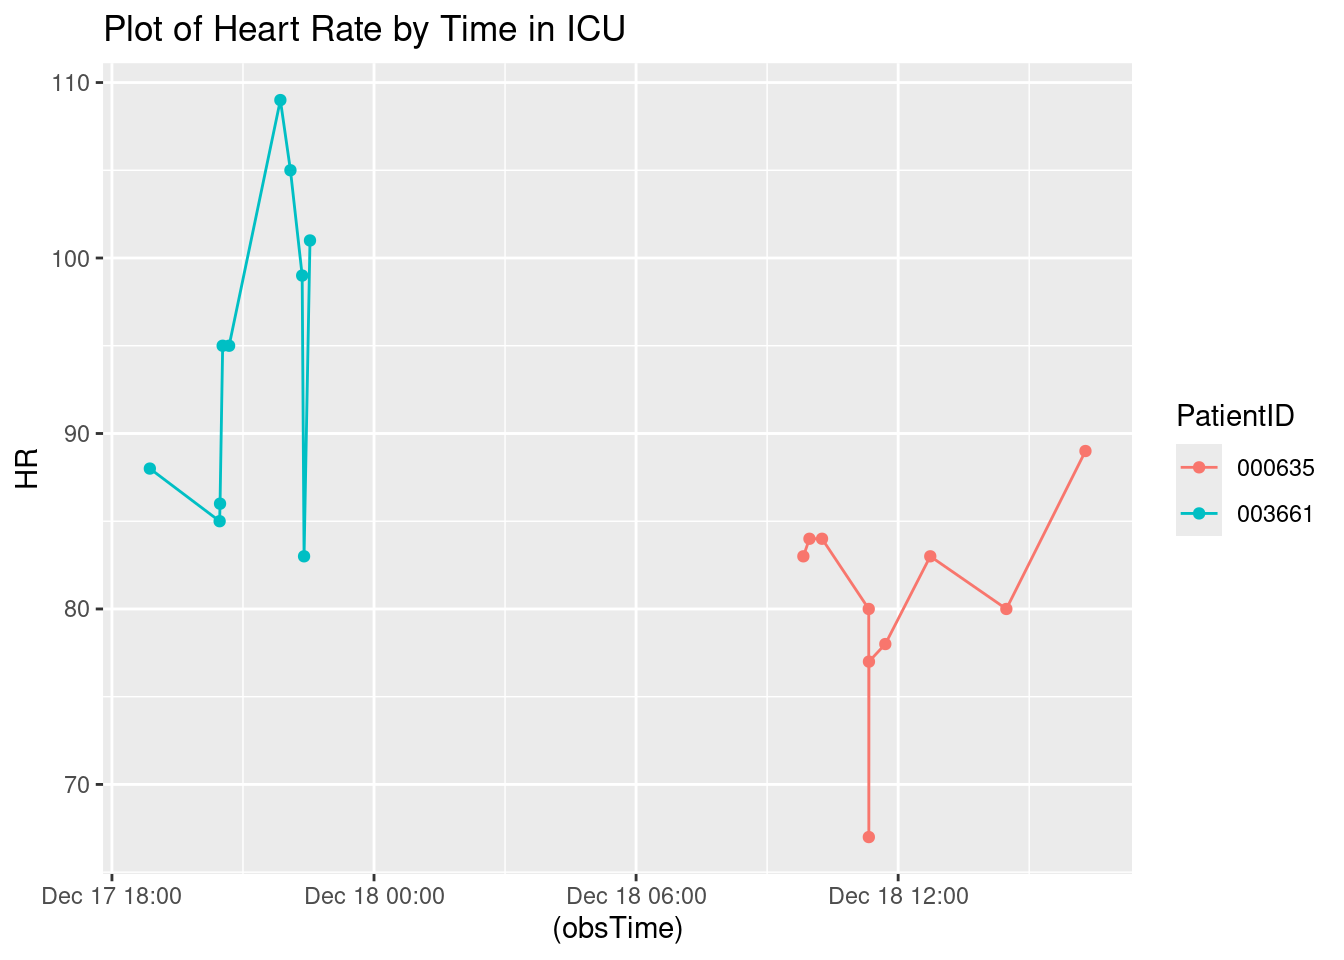 Plot of Heart Rate by Time in ICU
110
100
90
80
70
HR
Dec 17 18:00
Dec 18 00:00
Dec 18 06:00
Dec 18 12:00
(obsTime)
PatientID
000635
003661